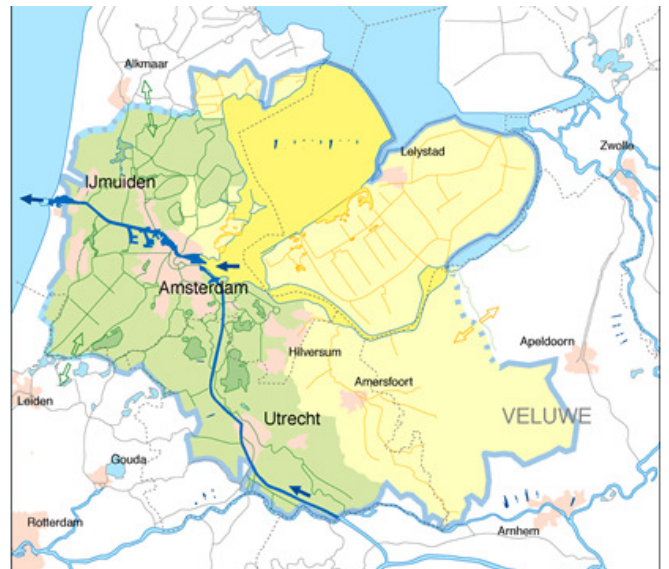 Alkmaar
Zwolle
Lelystad
IJmuiden
Amsterdam
Hilversum
Apeldoorn
Amersfoort
Leiden
Utrecht
VELUWE
Gouda
Rotterdam
Arnhem